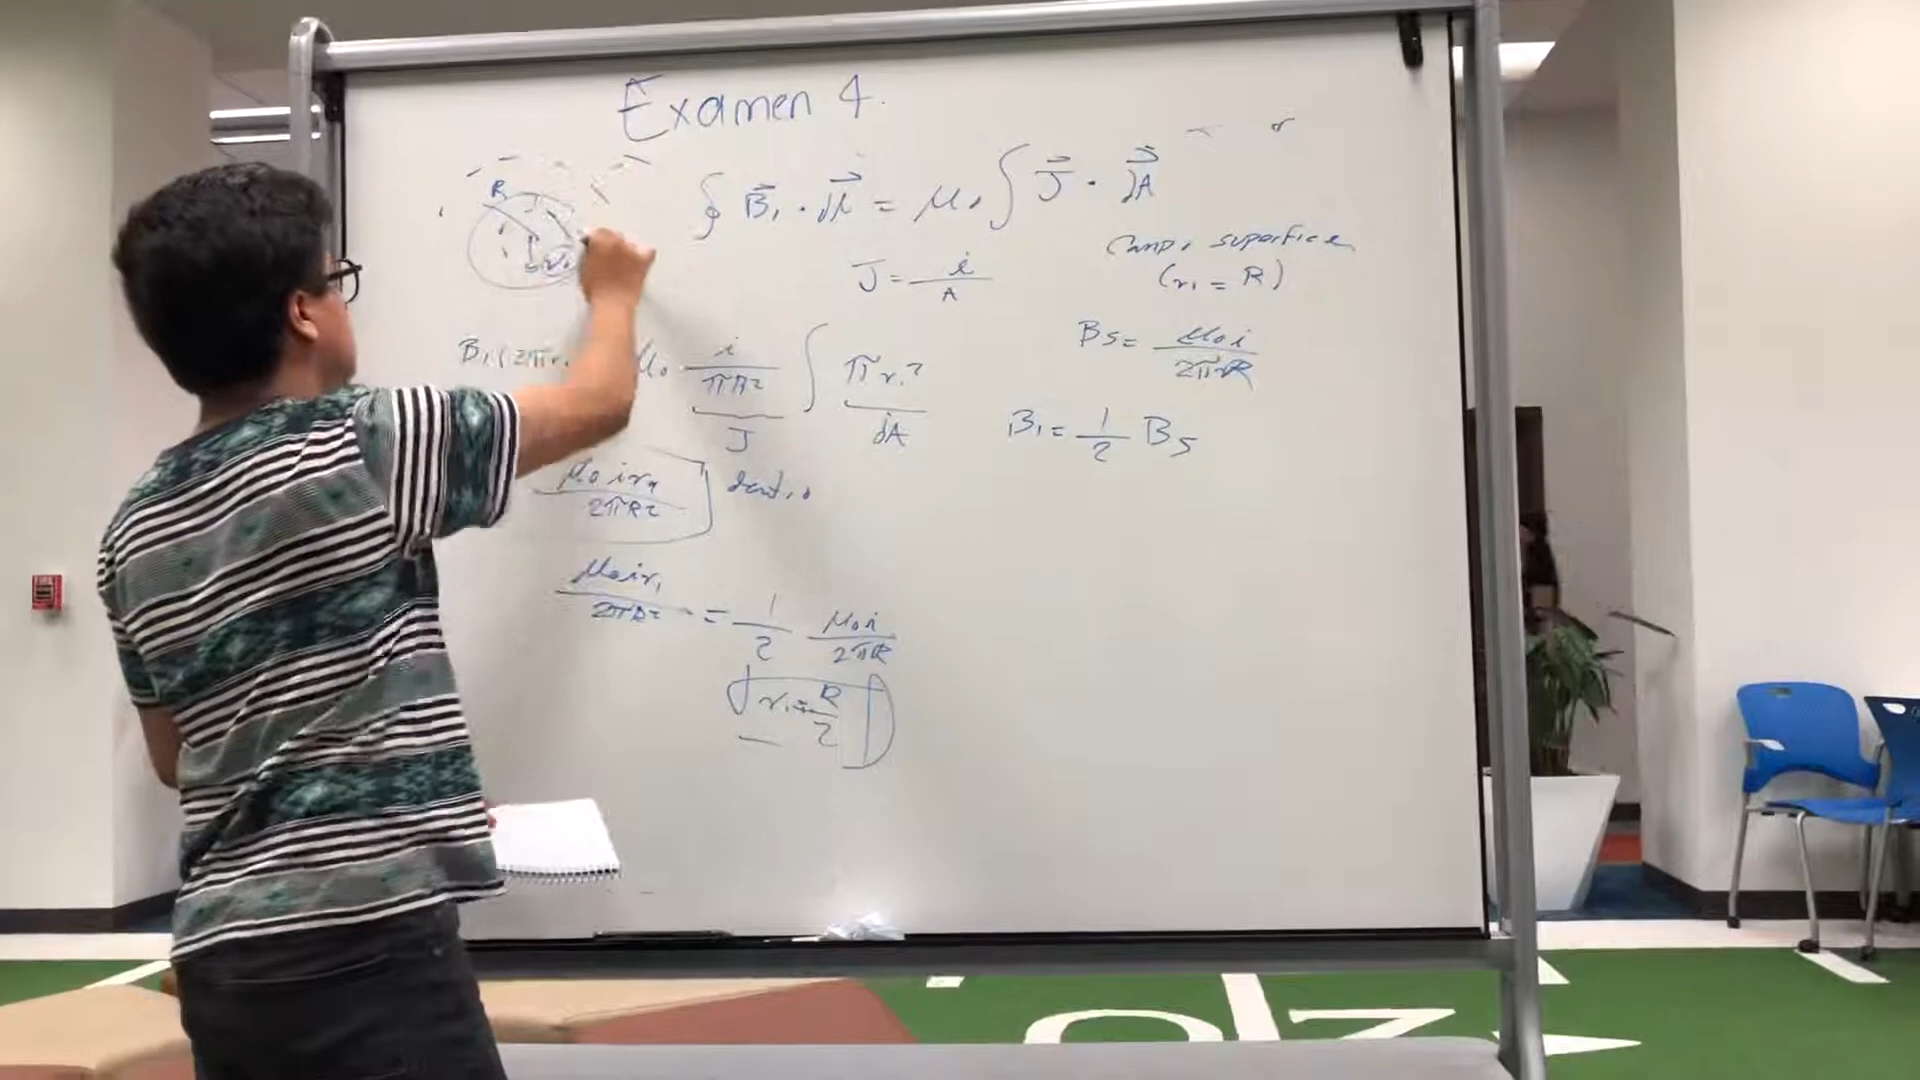 Examen 4.
R
∮ B₁ · dl = μ₀ ∫ J · dA
J = i / A
Campo superficie
(r₁ = R)
B₁(2πr₁ μ₀ i / πR² ∫ πr₁²
J dA
Bs = μ₀i / 2πR
B₁ = 1/2 Bs
μ₀ i r₁ / 2πR² dentro
μ₀ i r₁ / 2πR² = 1/2 μ₀i / 2πR
r₁ = R/2
FIRE